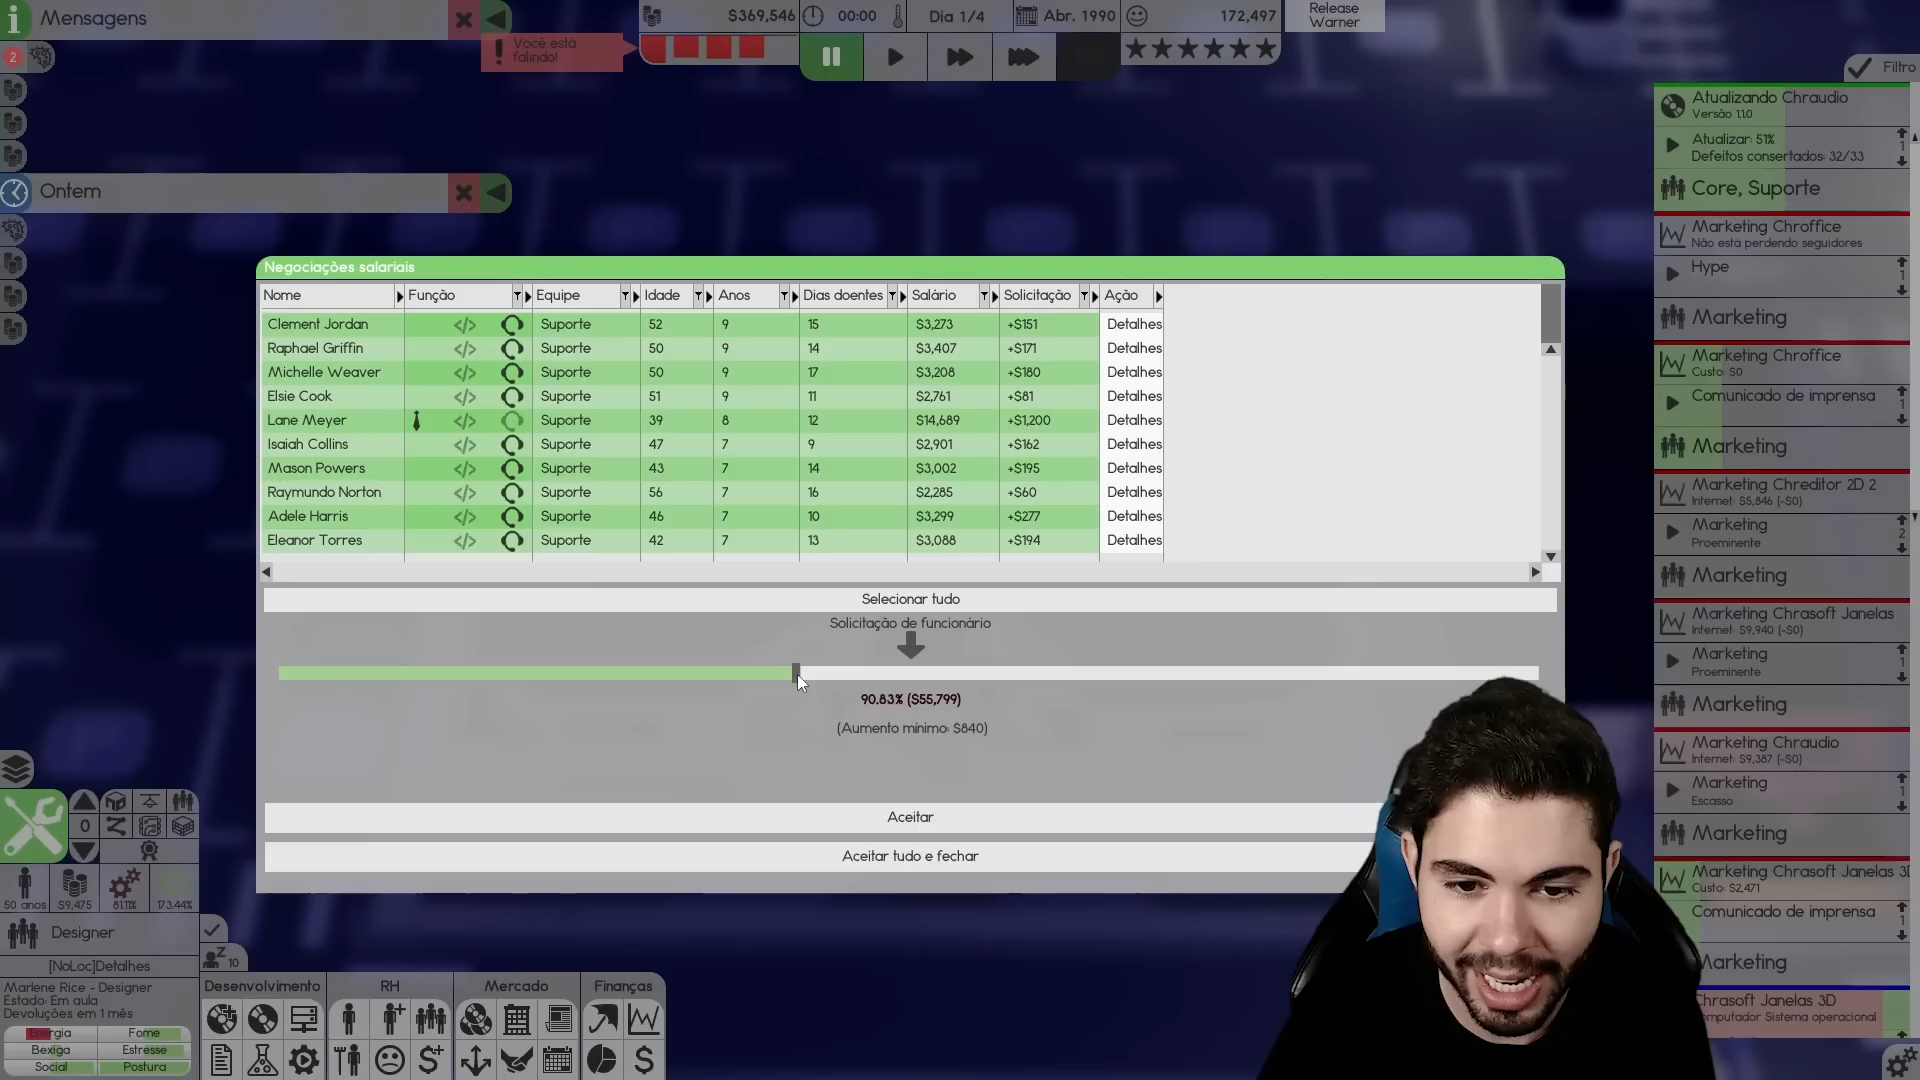 Mensagens
2
Você está
falindo!
$369,546
00:00
Dia 1/4
Abr. 1990
172,497
Release
Warner
Filtro
Ontem
Negociações salariais
Nome Função Equipe Idade Anos Dias doentes Salário Solicitação Ação
Clement Jordan </> Suporte 52 9 15 $3,273 +$151 Detalhes
Raphael Griffin </> Suporte 50 9 14 $3,407 +$171 Detalhes
Michelle Weaver </> Suporte 50 9 17 $3,208 +$180 Detalhes
Elsie Cook </> Suporte 51 9 11 $2,761 +$81 Detalhes
Lane Meyer </> Suporte 39 8 12 $14,689 +$1,200 Detalhes
Isaiah Collins </> Suporte 47 7 9 $2,901 +$162 Detalhes
Mason Powers </> Suporte 43 7 14 $3,002 +$195 Detalhes
Raymundo Norton </> Suporte 56 7 16 $2,285 +$60 Detalhes
Adele Harris </> Suporte 46 7 10 $3,299 +$277 Detalhes
Eleanor Torres </> Suporte 42 7 13 $3,088 +$194 Detalhes
Selecionar tudo
Solicitação de funcionário
90.83% ($55,799)
(Aumento mínimo: $840)
Aceitar
Aceitar tudo e fechar
Atualizando Chraudio
Versão 1.1.0
Atualizar: 51%
Defeitos consertados: 32/33
1
Core, Suporte
Marketing Chroffice
Não está perdendo seguidores
Hype
1
Marketing
Marketing Chroffice
Custo: $0
Comunicado de imprensa
1
Marketing
Marketing Chreditor 2D 2
Internet: $5,846 (-$0)
Marketing
Proeminente
2
Marketing
Marketing Chrasoft Janelas
Internet: $9,940 (-$0)
Marketing
Proeminente
1
Marketing
Marketing Chraudio
Internet: $9,387 (-$0)
Marketing
Escasso
1
Marketing
Marketing Chrasoft Janelas 3D
Custo: $2,471
Comunicado de imprensa
1
Marketing
Chrasoft Janelas 3D
Computador Sistema operacional
0
50 anos
$9,475
81.11%
173.44%
Designer
10
[NoLoc]Detalhes
Marlene Rice - Designer
Estado: Em aula
Devoluções em 1 mês
Energia Fome
Bexiga Estresse
Social Postura
Desenvolvimento RH Mercado Finanças